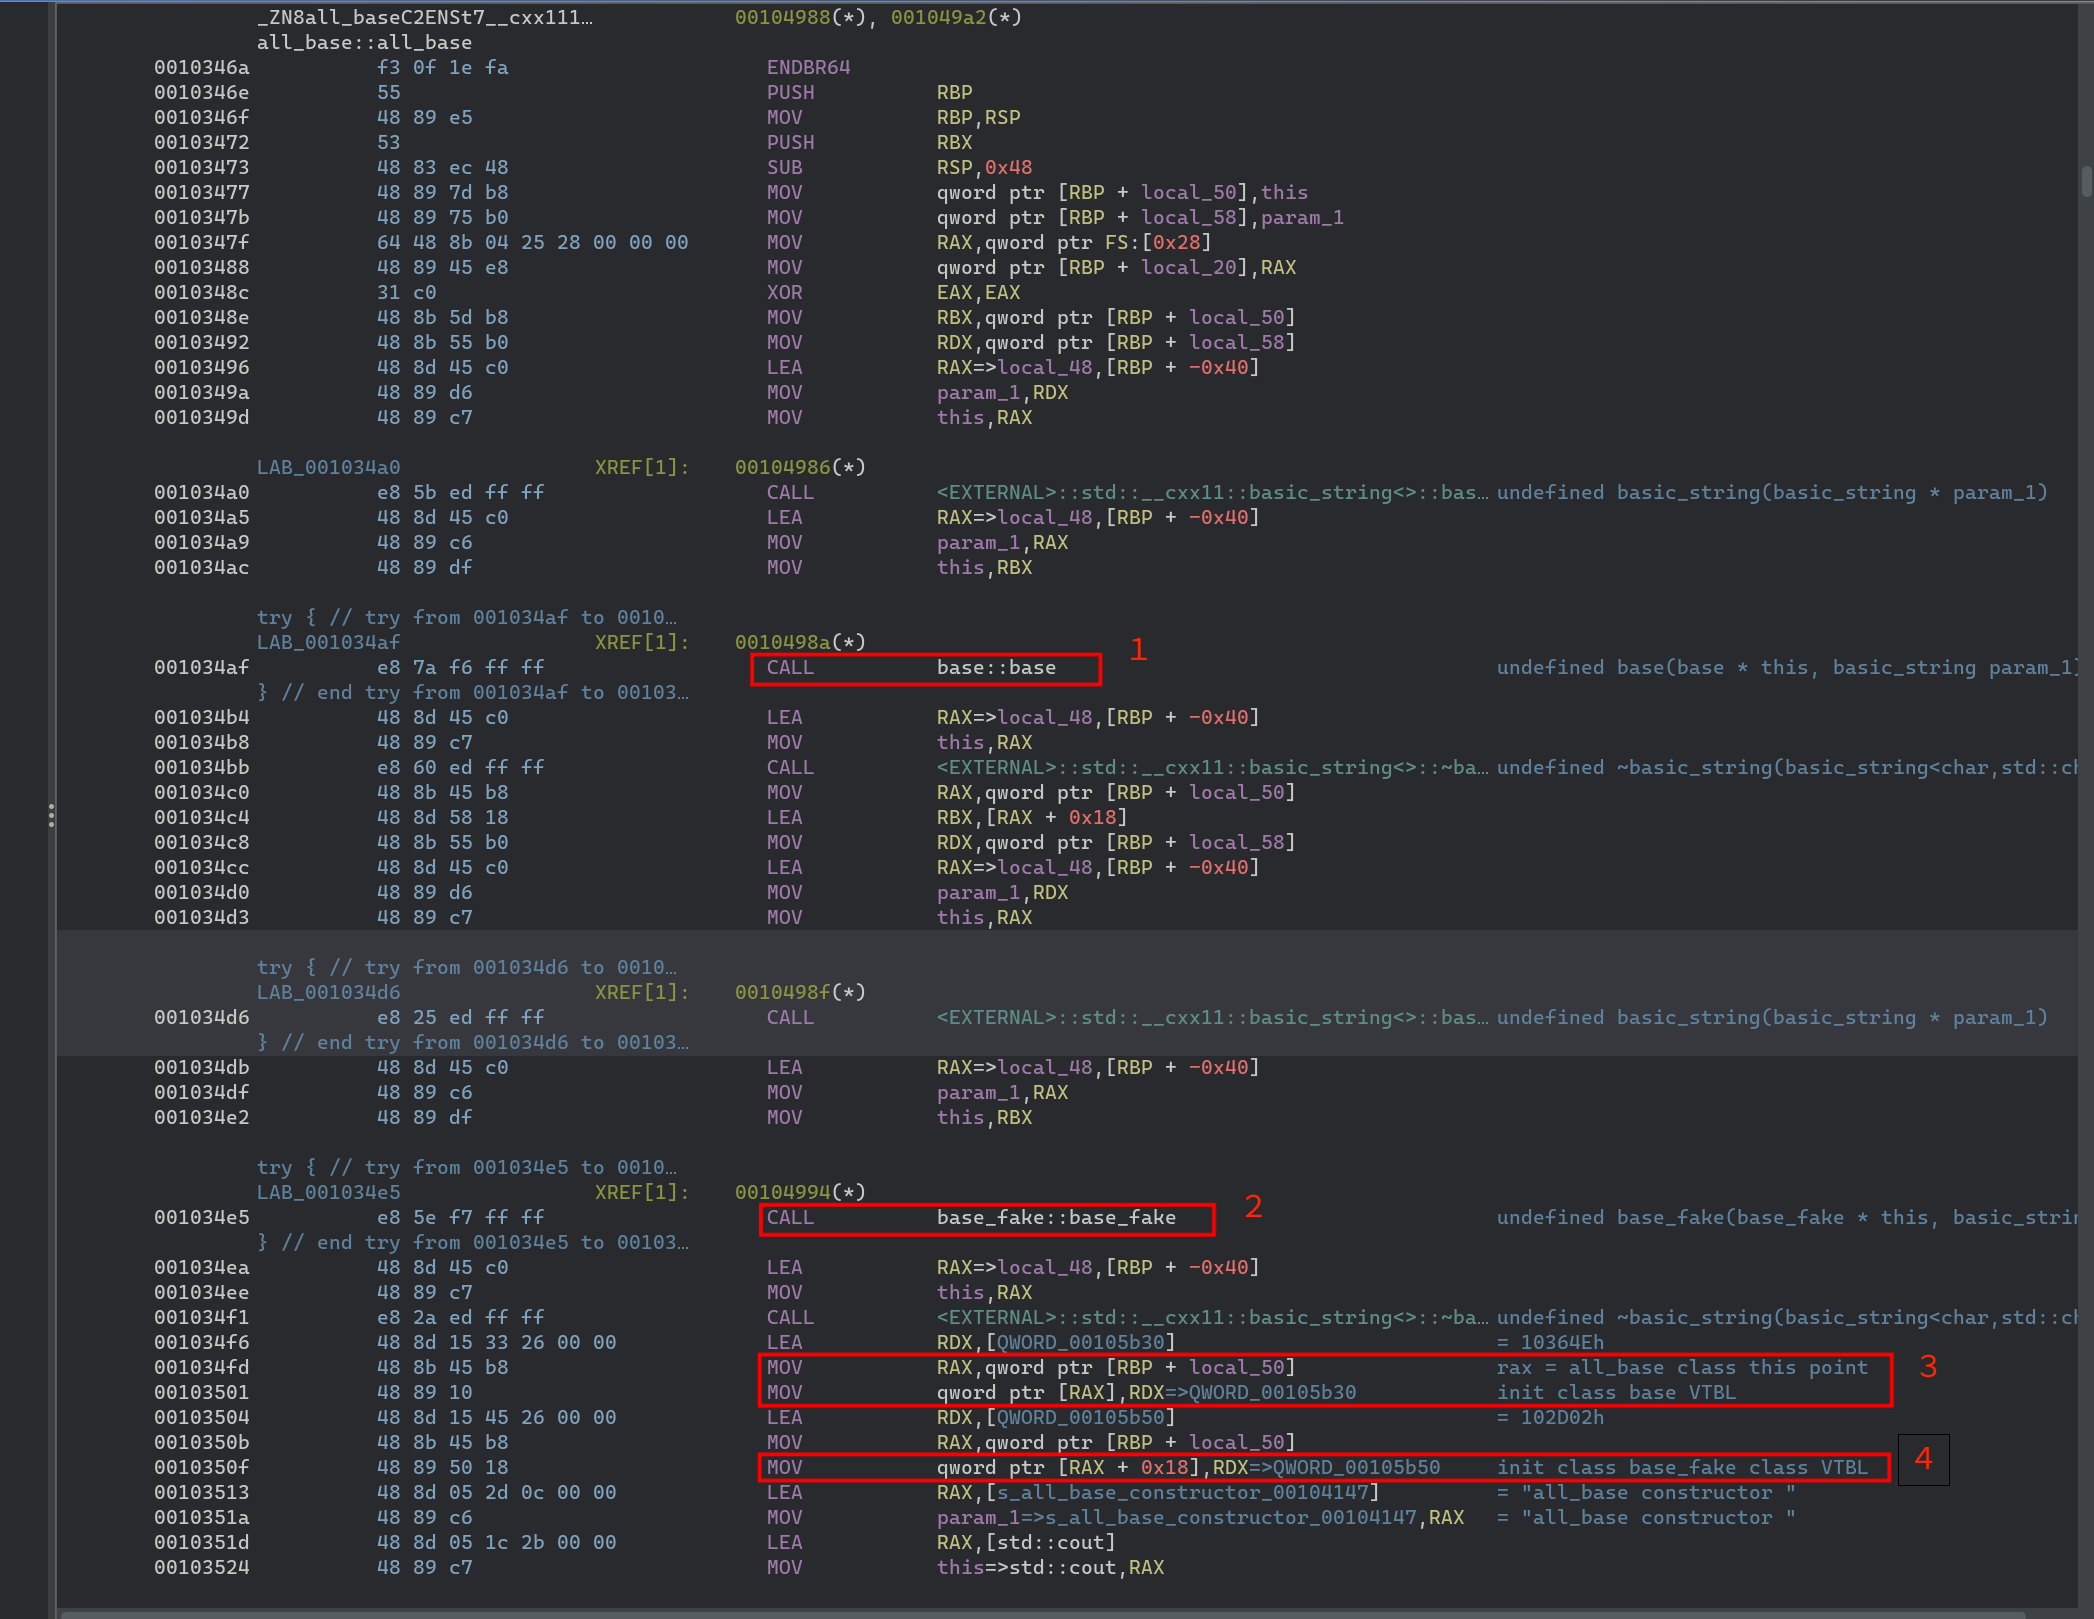 _ZN8all_baseC2ENSt7__cxx111… 00104988(*), 001049a2(*)
all_base::all_base
0010346a f3 0f 1e fa ENDBR64
0010346e 55 PUSH RBP
0010346f 48 89 e5 MOV RBP,RSP
00103472 53 PUSH RBX
00103473 48 83 ec 48 SUB RSP,0x48
00103477 48 89 7d b8 MOV qword ptr [RBP + local_50],this
0010347b 48 89 75 b0 MOV qword ptr [RBP + local_58],param_1
0010347f 64 48 8b 04 25 28 00 00 00 MOV RAX,qword ptr FS:[0x28]
00103488 48 89 45 e8 MOV qword ptr [RBP + local_20],RAX
0010348c 31 c0 XOR EAX,EAX
0010348e 48 8b 5d b8 MOV RBX,qword ptr [RBP + local_50]
00103492 48 8b 55 b0 MOV RDX,qword ptr [RBP + local_58]
00103496 48 8d 45 c0 LEA RAX=>local_48,[RBP + -0x40]
0010349a 48 89 d6 MOV param_1,RDX
0010349d 48 89 c7 MOV this,RAX
LAB_001034a0 XREF[1]: 00104986(*)
001034a0 e8 5b ed ff ff CALL <EXTERNAL>::std::__cxx11::basic_string<>::bas… undefined basic_string(basic_string * param_1)
001034a5 48 8d 45 c0 LEA RAX=>local_48,[RBP + -0x40]
001034a9 48 89 c6 MOV param_1,RAX
001034ac 48 89 df MOV this,RBX
try { // try from 001034af to 0010…
LAB_001034af XREF[1]: 0010498a(*) 1
001034af e8 7a f6 ff ff CALL base::base undefined base(base * this, basic_string param_1)
} // end try from 001034af to 00103…
001034b4 48 8d 45 c0 LEA RAX=>local_48,[RBP + -0x40]
001034b8 48 89 c7 MOV this,RAX
001034bb e8 60 ed ff ff CALL <EXTERNAL>::std::__cxx11::basic_string<>::~ba… undefined ~basic_string(basic_string<char,std::ch
001034c0 48 8b 45 b8 MOV RAX,qword ptr [RBP + local_50]
001034c4 48 8d 58 18 LEA RBX,[RAX + 0x18]
001034c8 48 8b 55 b0 MOV RDX,qword ptr [RBP + local_58]
001034cc 48 8d 45 c0 LEA RAX=>local_48,[RBP + -0x40]
001034d0 48 89 d6 MOV param_1,RDX
001034d3 48 89 c7 MOV this,RAX
try { // try from 001034d6 to 0010…
LAB_001034d6 XREF[1]: 0010498f(*)
001034d6 e8 25 ed ff ff CALL <EXTERNAL>::std::__cxx11::basic_string<>::bas… undefined basic_string(basic_string * param_1)
} // end try from 001034d6 to 00103…
001034db 48 8d 45 c0 LEA RAX=>local_48,[RBP + -0x40]
001034df 48 89 c6 MOV param_1,RAX
001034e2 48 89 df MOV this,RBX
try { // try from 001034e5 to 0010…
LAB_001034e5 XREF[1]: 00104994(*)
001034e5 e8 5e f7 ff ff CALL base_fake::base_fake 2 undefined base_fake(base_fake * this, basic_strin
} // end try from 001034e5 to 00103…
001034ea 48 8d 45 c0 LEA RAX=>local_48,[RBP + -0x40]
001034ee 48 89 c7 MOV this,RAX
001034f1 e8 2a ed ff ff CALL <EXTERNAL>::std::__cxx11::basic_string<>::~ba… undefined ~basic_string(basic_string<char,std::ch
001034f6 48 8d 15 33 26 00 00 LEA RDX,[QWORD_00105b30] = 10364Eh
001034fd 48 8b 45 b8 MOV RAX,qword ptr [RBP + local_50] rax = all_base class this point 3
00103501 48 89 10 MOV qword ptr [RAX],RDX=>QWORD_00105b30 init class base VTBL
00103504 48 8d 15 45 26 00 00 LEA RDX,[QWORD_00105b50] = 102D02h
0010350b 48 8b 45 b8 MOV RAX,qword ptr [RBP + local_50]
0010350f 48 89 50 18 MOV qword ptr [RAX + 0x18],RDX=>QWORD_00105b50 init class base_fake class VTBL 4
00103513 48 8d 05 2d 0c 00 00 LEA RAX,[s_all_base_constructor_00104147] = "all_base constructor "
0010351a 48 89 c6 MOV param_1=>s_all_base_constructor_00104147,RAX = "all_base constructor "
0010351d 48 8d 05 1c 2b 00 00 LEA RAX,[std::cout]
00103524 48 89 c7 MOV this=>std::cout,RAX